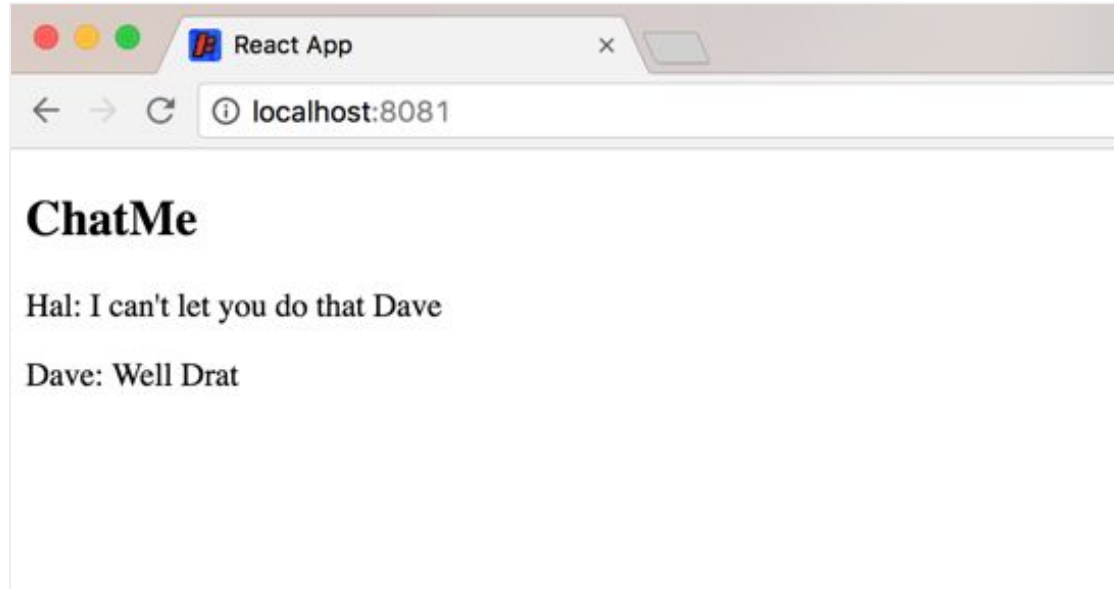 React App
localhost:8081
ChatMe
Hal: I can't let you do that Dave
Dave: Well Drat